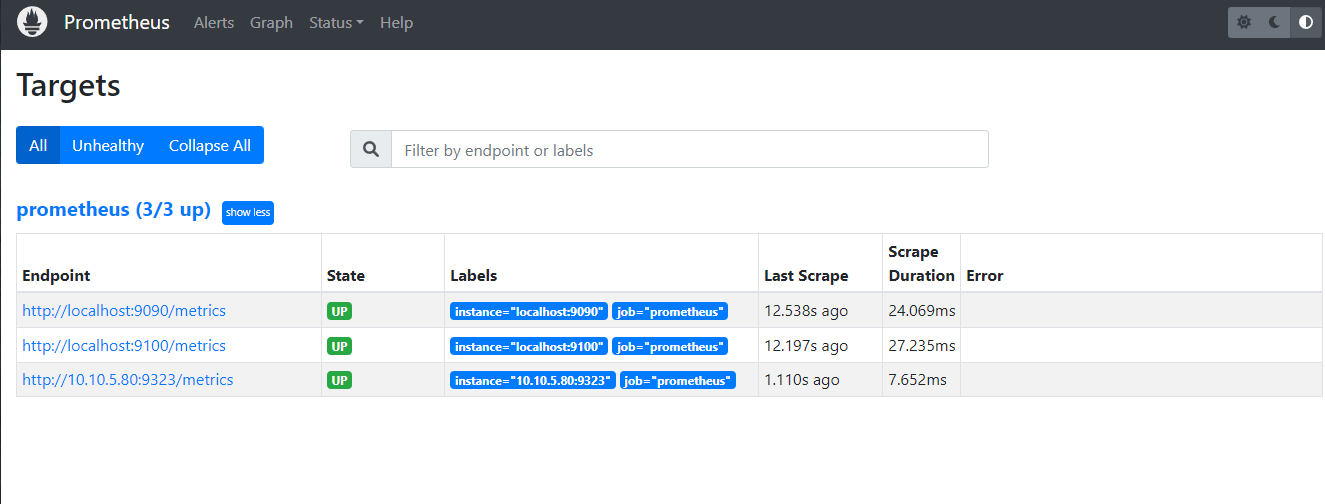 Prometheus Alerts Graph Status Help
Targets
All Unhealthy Collapse All
Filter by endpoint or labels
prometheus (3/3 up) show less
Endpoint State Labels Last Scrape Scrape Duration Error
http://localhost:9090/metrics UP instance="localhost:9090" job="prometheus" 12.538s ago 24.069ms
http://localhost:9100/metrics UP instance="localhost:9100" job="prometheus" 12.197s ago 27.235ms
http://10.10.5.80:9323/metrics UP instance="10.10.5.80:9323" job="prometheus" 1.110s ago 7.652ms